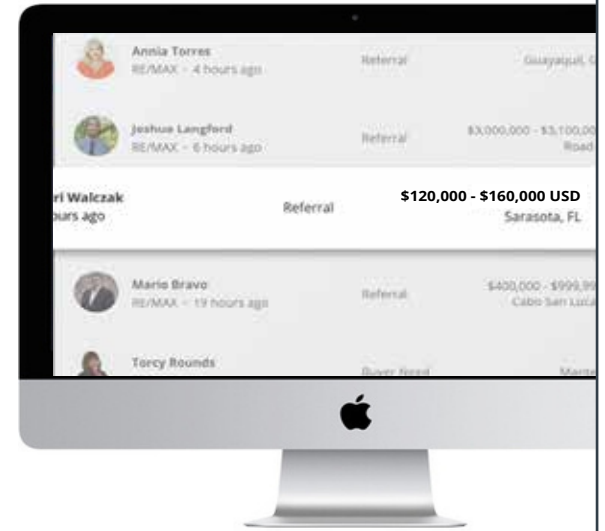 Annia Torres
RE/MAX - 4 hours ago
Referral
Guayaquil, G
Joshua Langford
RE/MAX - 6 hours ago
Referral
$3,000,000 - $3,100,00
Road
ri Walczak
ours ago
Referral
$120,000 - $160,000 USD
Sarasota, FL
Mario Bravo
RE/MAX - 19 hours ago
Referral
$400,000 - $999,99
Cabo San Luca
Torcy Rounds
Buyer Need